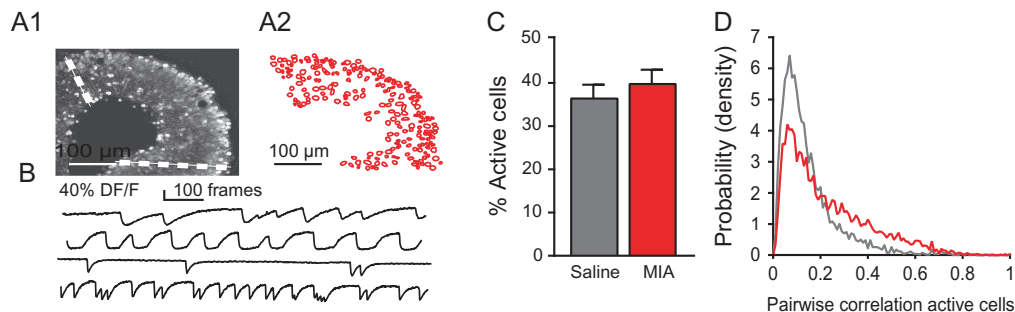 A1
A2
100 µm
100 µm
B
40% DF/F
100 frames
C
% Active cells
50
40
30
20
10
0
Saline
MIA
D
Probability (density)
7
6
5
4
3
2
1
0
0
0.2
0.4
0.6
0.8
1
Pairwise correlation active cells